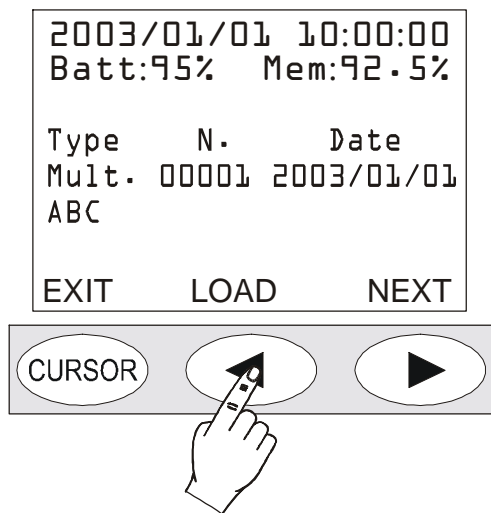 2003/01/01 10:00:00
Batt:95% Mem:92.5%
Type N. Date
Mult. 00001 2003/01/01
ABC
EXIT LOAD NEXT
CURSOR